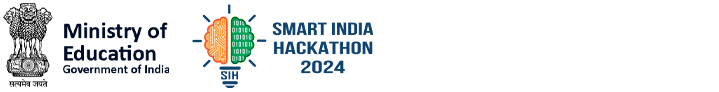 Ministry of
Education
Government of India
सत्यमेव जयते
SMART INDIA
HACKATHON
2024
SIH